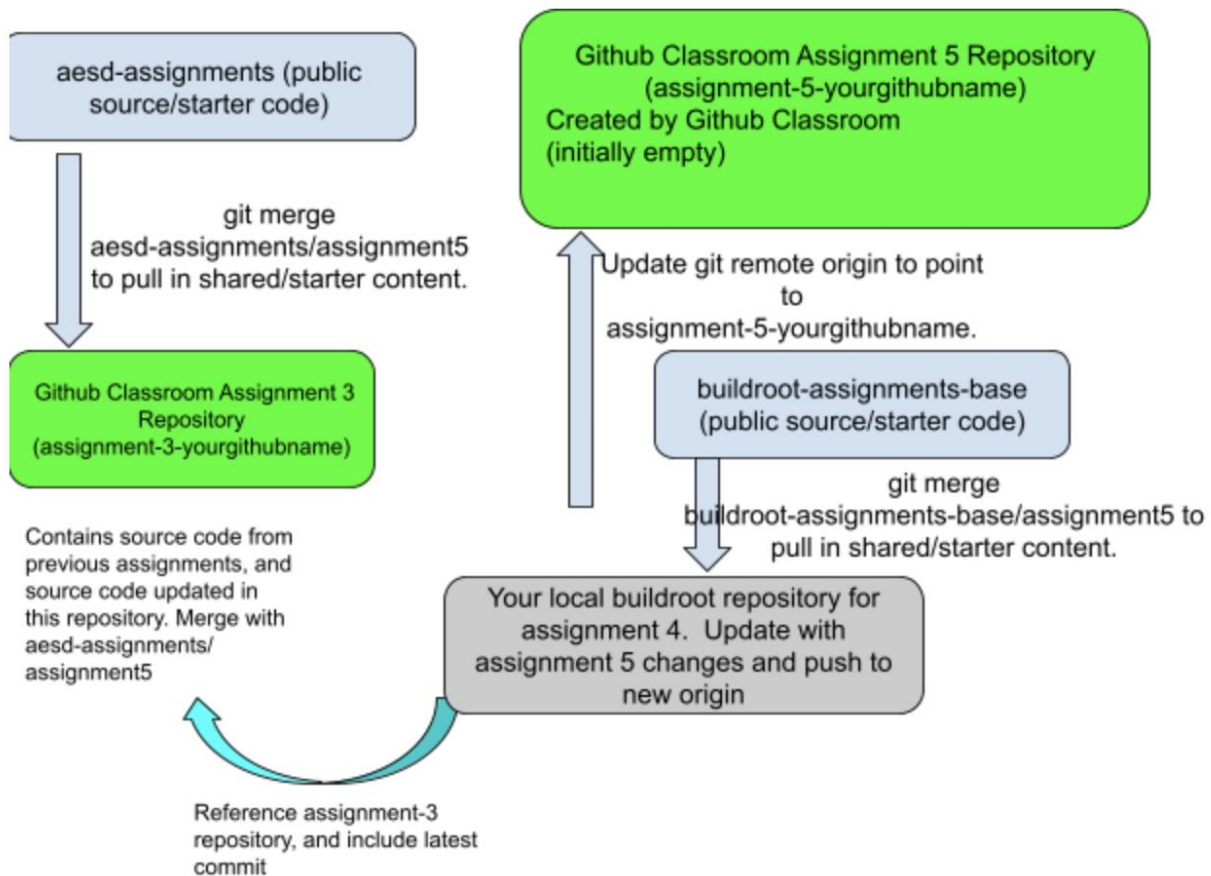 aesd-assignments (public
source/starter code)
git merge
aesd-assignments/assignment5
to pull in shared/starter content.
Github Classroom Assignment 3
Repository
(assignment-3-yourgithubname)
Contains source code from
previous assignments, and
source code updated in
this repository. Merge with
aesd-assignments/
assignment5
Github Classroom Assignment 5 Repository
(assignment-5-yourgithubname)
Created by Github Classroom
(initially empty)
Update git remote origin to point
to
assignment-5-yourgithubname.
buildroot-assignments-base
(public source/starter code)
git merge
buildroot-assignments-base/assignment5 to
pull in shared/starter content.
Your local buildroot repository for
assignment 4. Update with
assignment 5 changes and push to
new origin
Reference assignment-3
repository, and include latest
commit